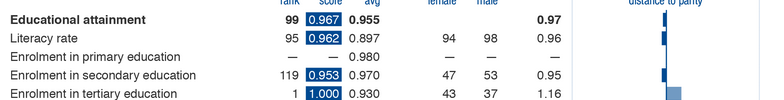 rank score avg female male distance to parity
Educational attainment 99 0.967 0.955 0.97
Literacy rate 95 0.962 0.897 94 98 0.96
Enrolment in primary education — — 0.980 — — —
Enrolment in secondary education 119 0.953 0.970 47 53 0.95
Enrolment in tertiary education 1 1.000 0.930 43 37 1.16